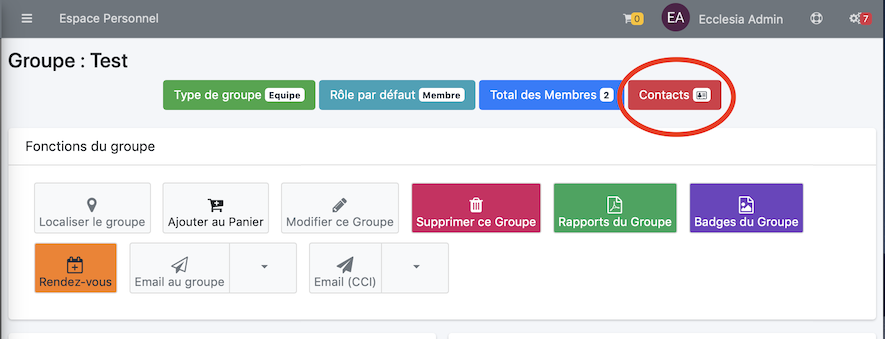 Espace Personnel
0
EA
Ecclesia Admin
7
Groupe : Test
Type de groupe Equipe
Rôle par défaut Membre
Total des Membres 2
Contacts
Fonctions du groupe
Localiser le groupe
Ajouter au Panier
Modifier ce Groupe
Supprimer ce Groupe
Rapports du Groupe
Badges du Groupe
Rendez-vous
Email au groupe
Email (CCI)